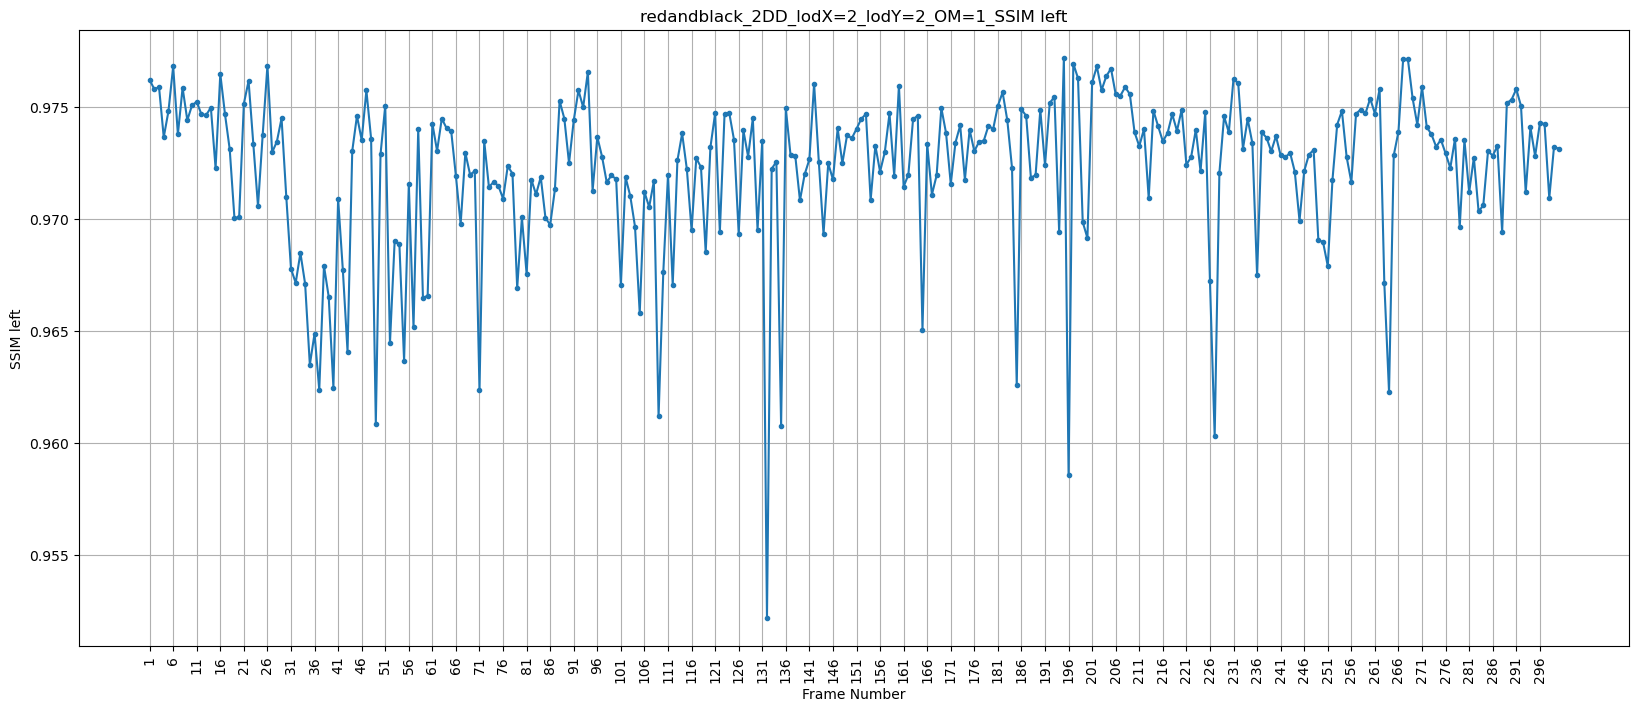 redandblack_2DD_lodX=2_lodY=2_OM=1_SSIM left
SSIM left
0.975
0.970
0.965
0.960
0.955
1 6 11 16 21 26 31 36 41 46 51 56 61 66 71 76 81 86 91 96 101 106 111 116 121 126 131 136 141 146 151 156 161 166 171 176 181 186 191 196 201 206 211 216 221 226 231 236 241 246 251 256 261 266 271 276 281 286 291 296
Frame Number